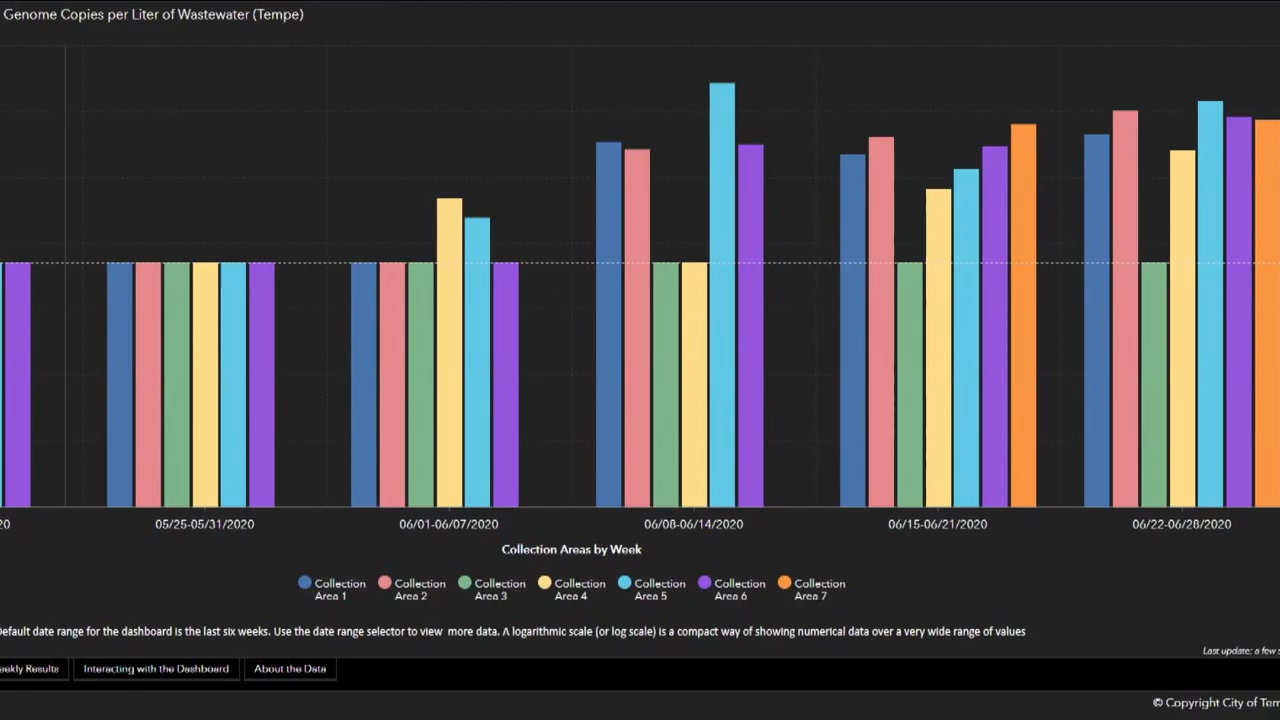 Genome Copies per Liter of Wastewater (Tempe)
20 05/25-05/31/2020 06/01-06/07/2020 06/08-06/14/2020 06/15-06/21/2020 06/22-06/28/2020
Collection Areas by Week
Collection Area 1
Collection Area 2
Collection Area 3
Collection Area 4
Collection Area 5
Collection Area 6
Collection Area 7
Default date range for the dashboard is the last six weeks. Use the date range selector to view more data. A logarithmic scale (or log scale) is a compact way of showing numerical data over a very wide range of values
Last update: a few s
eekly Results Interacting with the Dashboard About the Data
© Copyright City of Tem